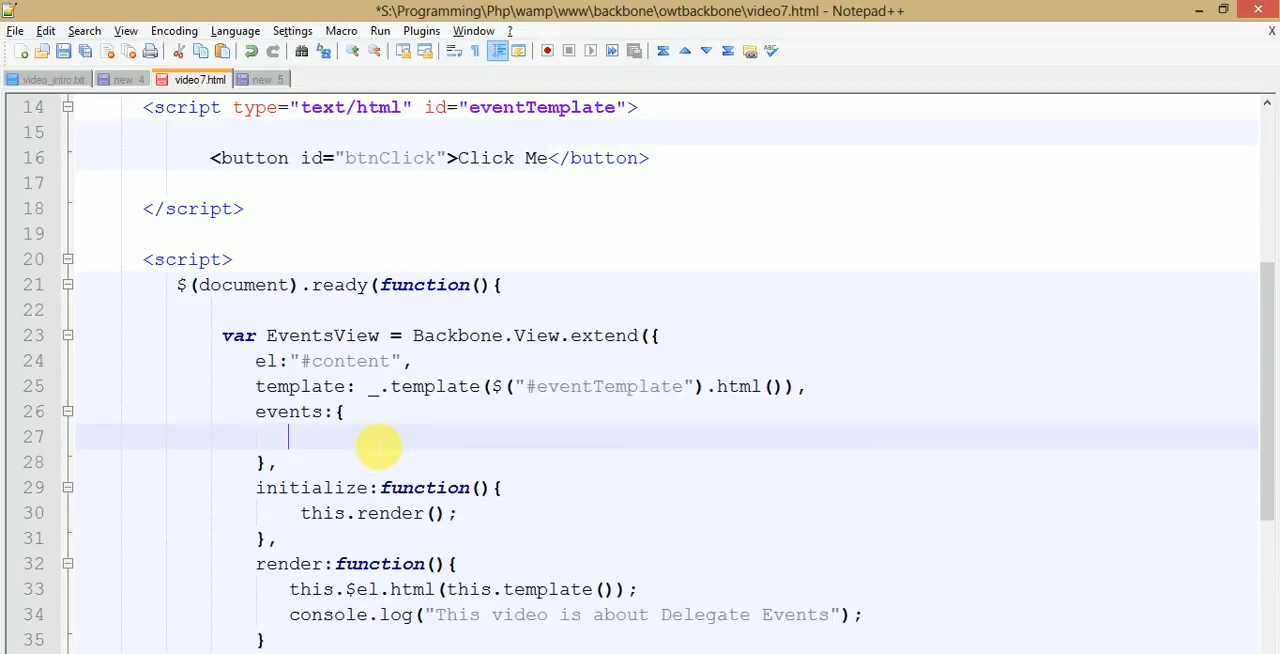 *S:\Programming\Php\wamp\www\backbone\owtbackbone\video7.html - Notepad++
File Edit Search View Encoding Language Settings Macro Run Plugins Window ? X
video_intro.txt new 4 video7.html new 5
14 <script type="text/html" id="eventTemplate">
15
16 <button id="btnClick">Click Me</button>
17
18 </script>
19
20 <script>
21 $(document).ready(function(){
22
23 var EventsView = Backbone.View.extend({
24 el:"#content",
25 template: _.template($("#eventTemplate").html()),
26 events:{
27
28 },
29 initialize:function(){
30 this.render();
31 },
32 render:function(){
33 this.$el.html(this.template());
34 console.log("This video is about Delegate Events");
35 }